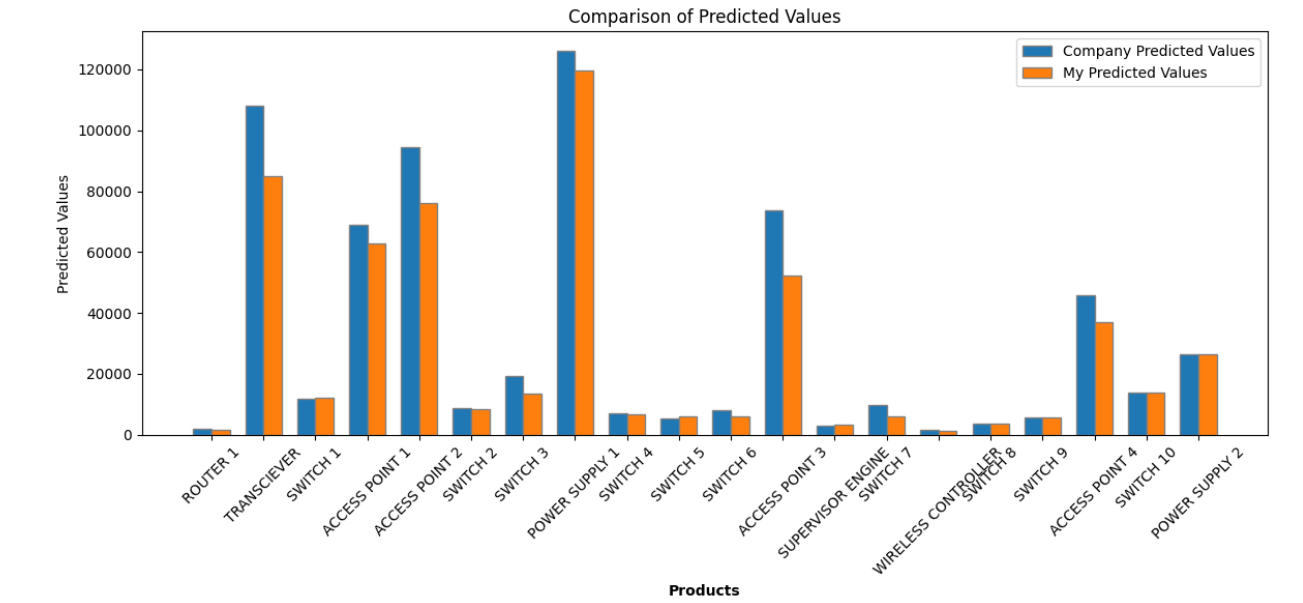 Comparison of Predicted Values
Company Predicted Values
My Predicted Values
Predicted Values
120000
100000
80000
60000
40000
20000
0
ROUTER 1
TRANSCIEVER
SWITCH 1
ACCESS POINT 1
ACCESS POINT 2
SWITCH 2
SWITCH 3
POWER SUPPLY 1
SWITCH 4
SWITCH 5
SWITCH 6
ACCESS POINT 3
SUPERVISOR ENGINE
SWITCH 7
WIRELESS CONTROLLER
SWITCH 8
SWITCH 9
ACCESS POINT 4
SWITCH 10
POWER SUPPLY 2
Products